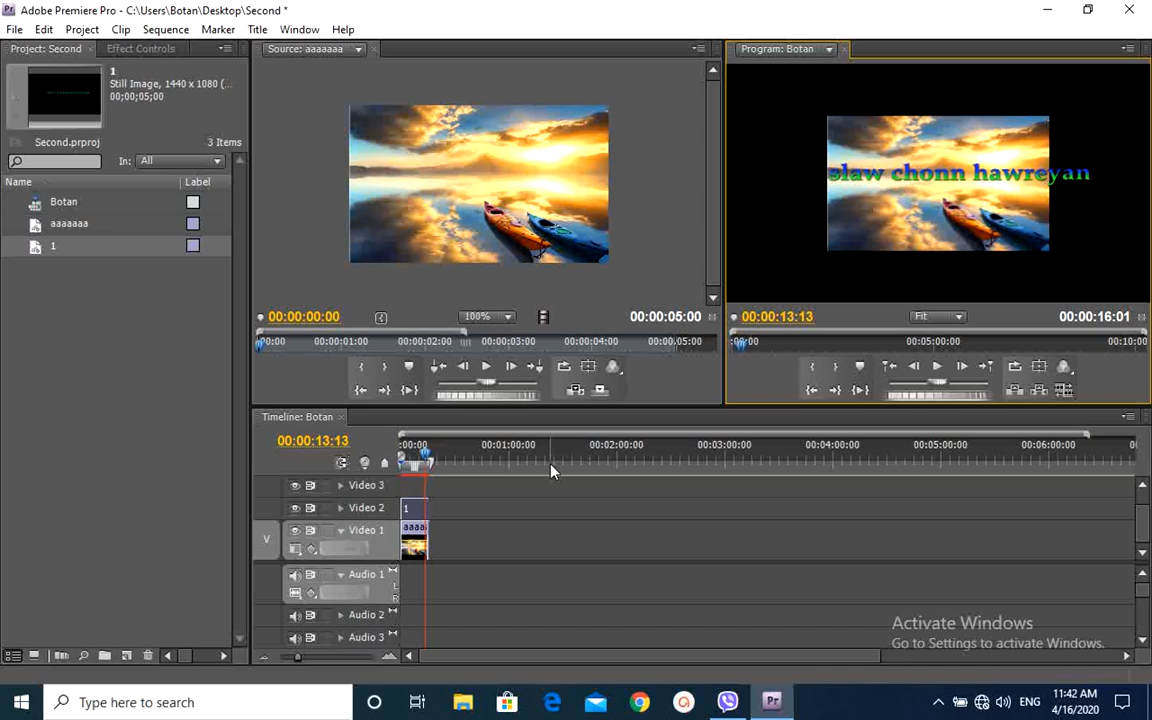 Adobe Premiere Pro - C:\Users\Botan\Desktop\Second *
File Edit Project Clip Sequence Marker Title Window Help
Project: Second Effect Controls
Source: aaaaaaa
Program: Botan
1
Still Image, 1440 x 1080 (...
00;00;05;00
Second.prproj 3 Items
In: All
Name Label
Botan
aaaaaaa
1
slaw chonn hawreyan
00:00:00:00 100% 00:00:05:00
00:00:13:13 Fit 00:00:16:01
:00:00 00:00:01:00 00:00:02:00 00:00:03:00 00:00:04:00 00:00:05:00
:00:00 00:05:00:00 00:10:00
Timeline: Botan
00:00:13:13
:00:00 00:01:00:00 00:02:00:00 00:03:00:00 00:04:00:00 00:05:00:00 00:06:00:00 00
Video 3
Video 2 1
V Video 1 aaaa
Audio 1
L
R
Audio 2
Audio 3
Activate Windows
Go to Settings to activate Windows.
Type here to search
Pr
ENG
11:42 AM
4/16/2020